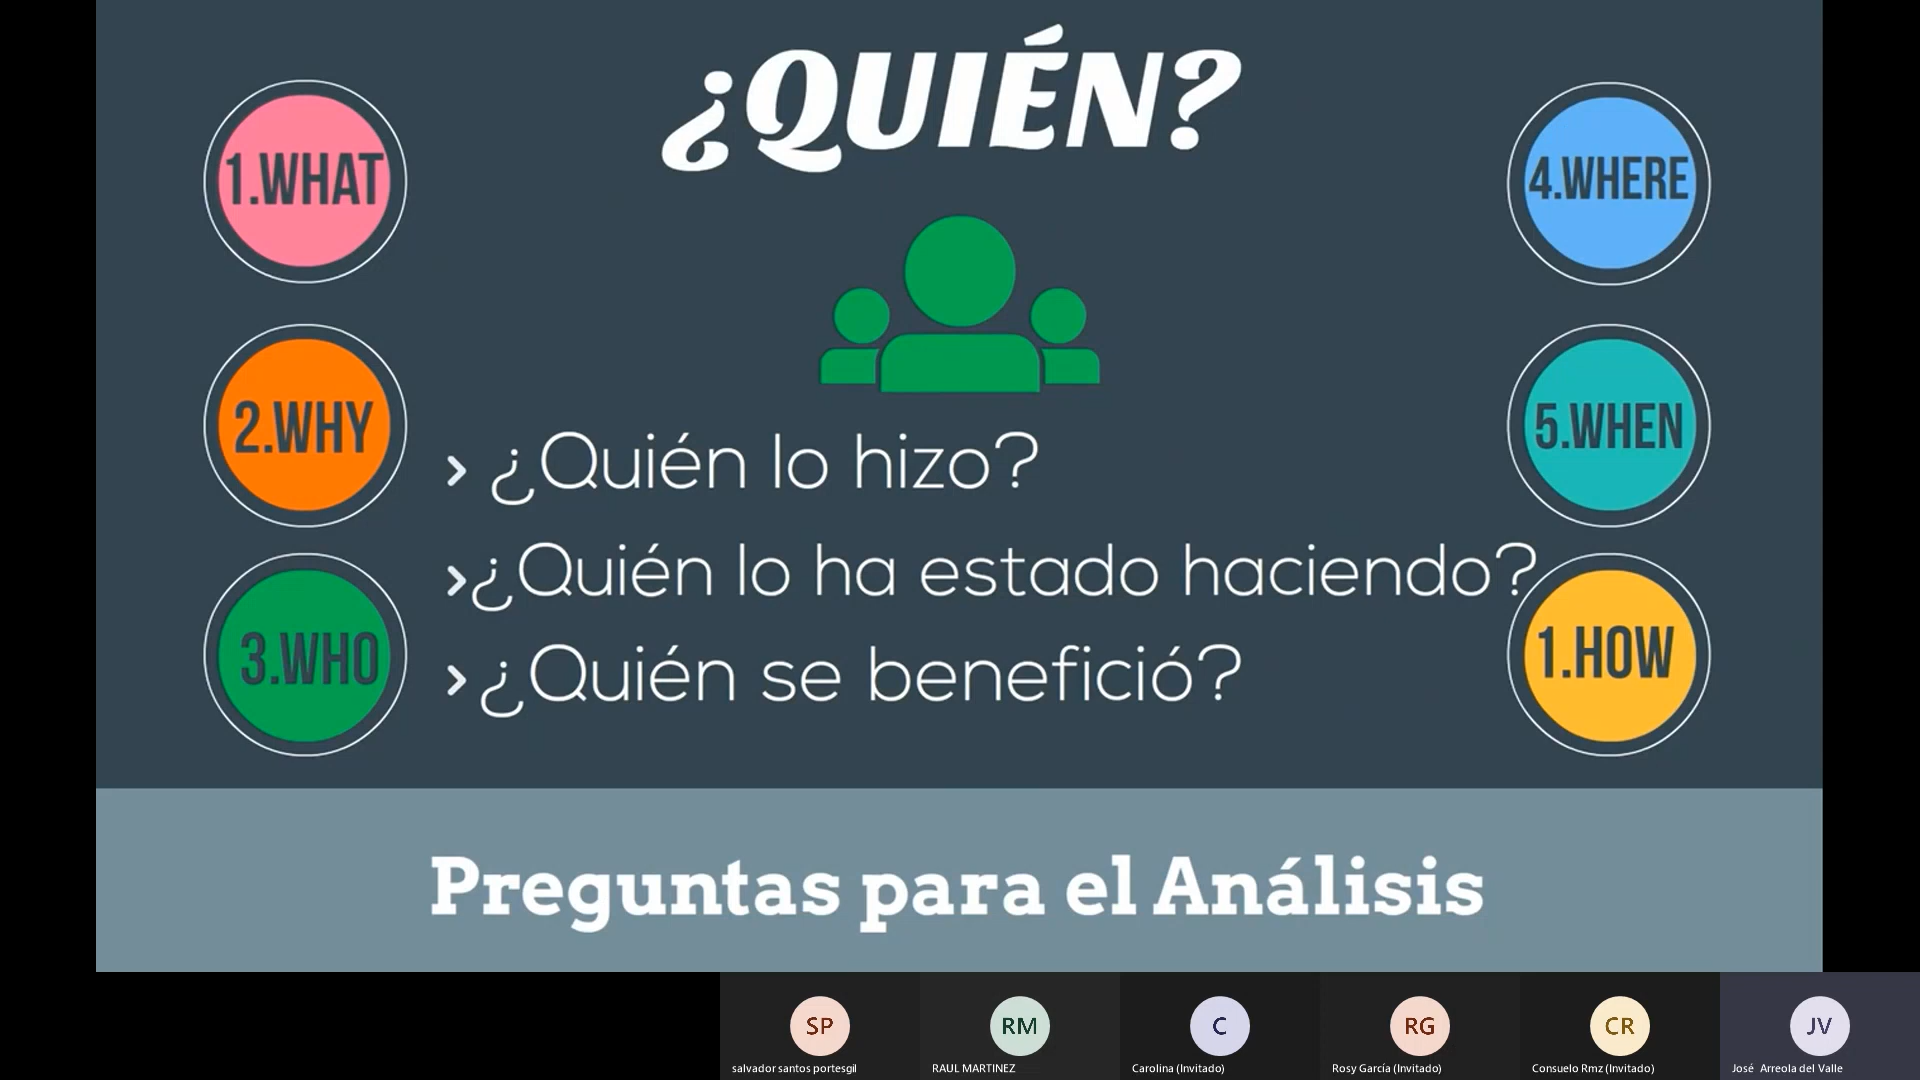 ¿QUIÉN?
1.WHAT
4.WHERE
2.WHY
5.WHEN
› ¿Quién lo hizo?
›¿Quién lo ha estado haciendo?
3.WHO
1.HOW
›¿Quién se benefició?
Preguntas para el Análisis
SP
RM
C
RG
CR
JV
salvador santos portesgil
RAUL MARTINEZ
Carolina (Invitado)
Rosy García (Invitado)
Consuelo Rmz (Invitado)
José Arreola del Valle